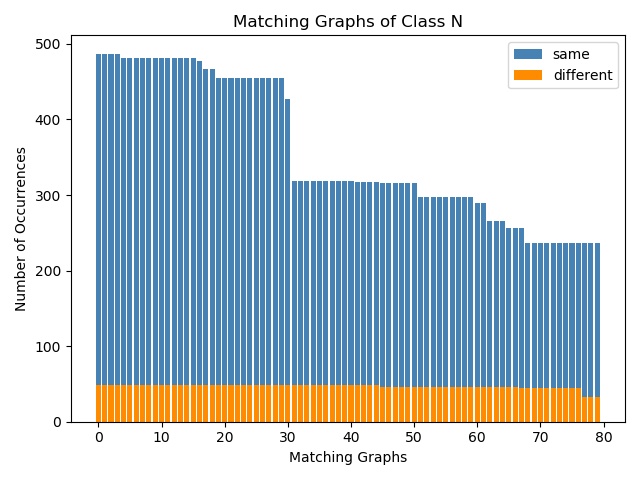 Matching Graphs of Class N
same
different
Number of Occurrences
500
400
300
200
100
0
0 10 20 30 40 50 60 70 80
Matching Graphs